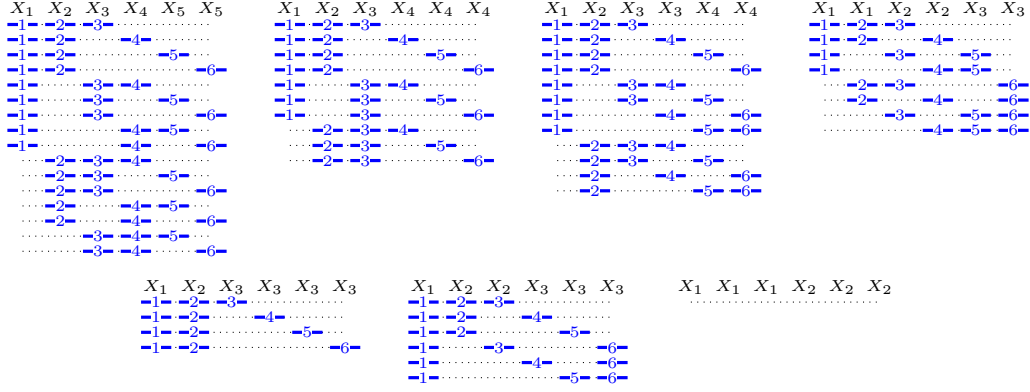 X₁ X₂ X₃ X₄ X₅ X₅
1 2 3
1 2 4
1 2 5
1 2 6
1 3 4
1 3 5
1 3 6
1 4 5
1 4 6
2 3 4
2 3 5
2 3 6
2 4 5
2 4 6
3 4 5
3 4 6
X₁ X₂ X₃ X₄ X₄ X₄
1 2 3
1 2 4
1 2 5
1 2 6
1 3 4
1 3 5
1 3 6
2 3 4
2 3 5
2 3 6
X₁ X₂ X₃ X₃ X₄ X₄
1 2 3
1 2 4
1 2 5
1 2 6
1 3 4
1 3 5
1 4 6
1 5 6
2 3 4
2 3 5
2 4 6
2 5 6
X₁ X₁ X₂ X₂ X₃ X₃
1 2 3
1 2 4
1 3 5
1 4 5
2 3 6
2 4 6
3 5 6
4 5 6
X₁ X₂ X₃ X₃ X₃ X₃
1 2 3
1 2 4
1 2 5
1 2 6
X₁ X₂ X₂ X₃ X₃ X₃
1 2 3
1 2 4
1 2 5
1 3 6
1 4 6
1 5 6
X₁ X₁ X₁ X₂ X₂ X₂